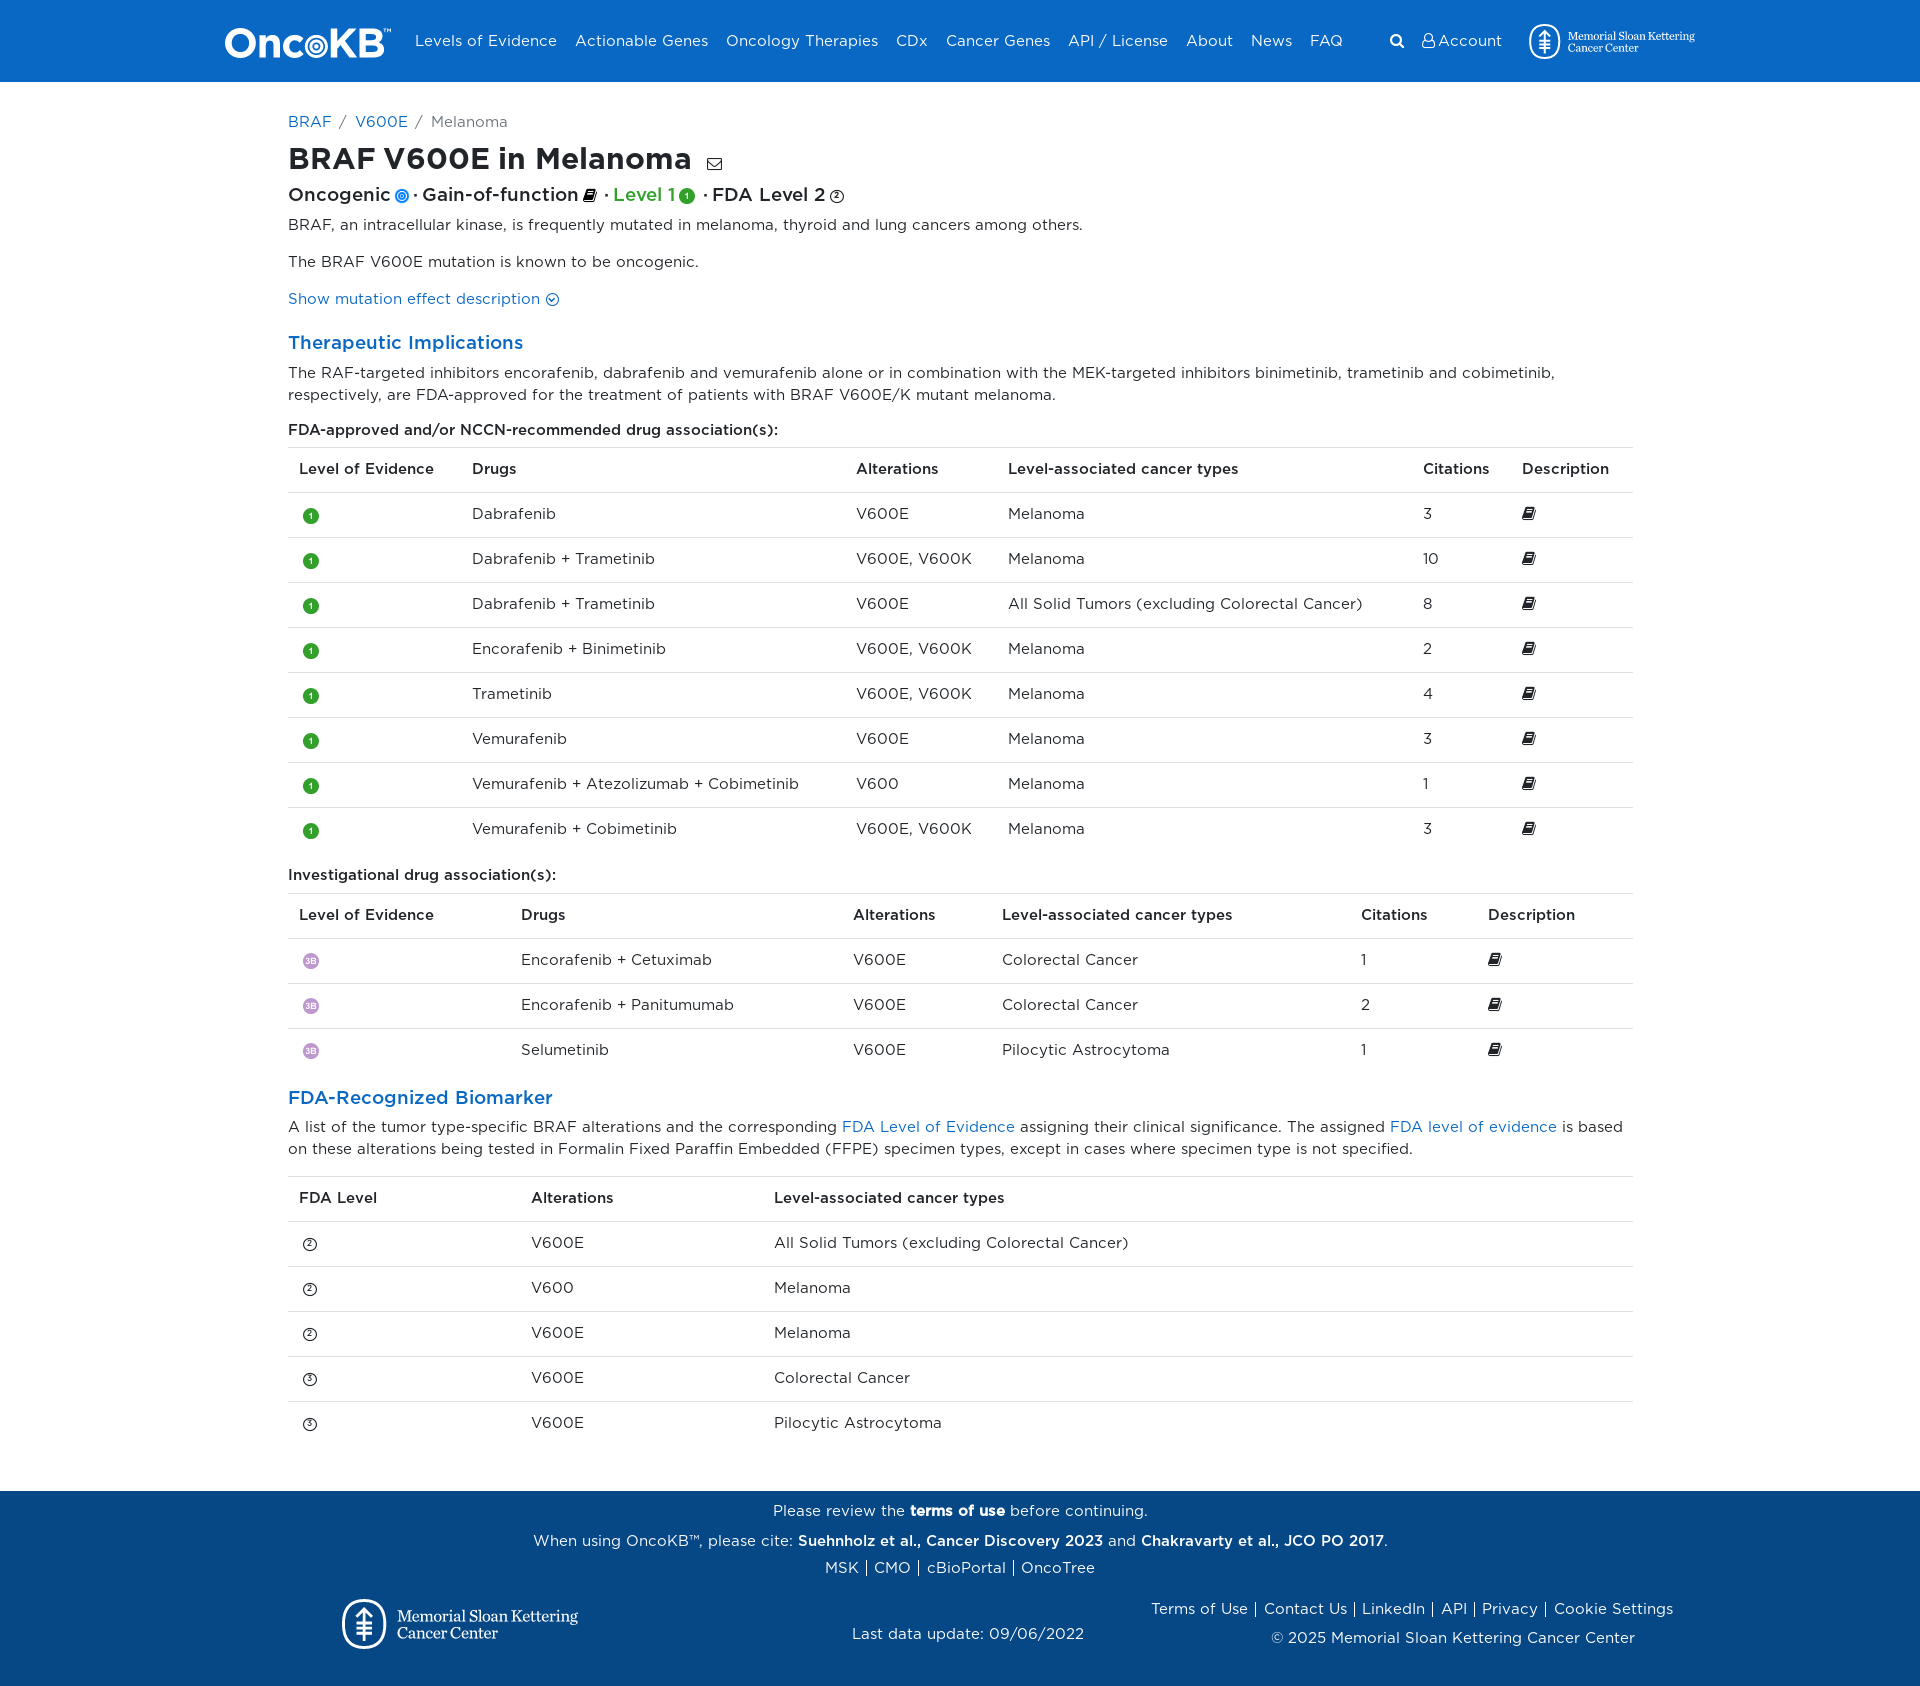 OncoKB™ Levels of Evidence Actionable Genes Oncology Therapies CDx Cancer Genes API / License About News FAQ Account Memorial Sloan Kettering
Cancer Center
BRAF / V600E / Melanoma
BRAF V600E in Melanoma
Oncogenic · Gain-of-function · Level 1 1 · FDA Level 2 2
BRAF, an intracellular kinase, is frequently mutated in melanoma, thyroid and lung cancers among others.
The BRAF V600E mutation is known to be oncogenic.
Show mutation effect description
Therapeutic Implications
The RAF-targeted inhibitors encorafenib, dabrafenib and vemurafenib alone or in combination with the MEK-targeted inhibitors binimetinib, trametinib and cobimetinib,
respectively, are FDA-approved for the treatment of patients with BRAF V600E/K mutant melanoma.
FDA-approved and/or NCCN-recommended drug association(s):
Level of Evidence Drugs Alterations Level-associated cancer types Citations Description
1 Dabrafenib V600E Melanoma 3
1 Dabrafenib + Trametinib V600E, V600K Melanoma 10
1 Dabrafenib + Trametinib V600E All Solid Tumors (excluding Colorectal Cancer) 8
1 Encorafenib + Binimetinib V600E, V600K Melanoma 2
1 Trametinib V600E, V600K Melanoma 4
1 Vemurafenib V600E Melanoma 3
1 Vemurafenib + Atezolizumab + Cobimetinib V600 Melanoma 1
1 Vemurafenib + Cobimetinib V600E, V600K Melanoma 3
Investigational drug association(s):
Level of Evidence Drugs Alterations Level-associated cancer types Citations Description
3B Encorafenib + Cetuximab V600E Colorectal Cancer 1
3B Encorafenib + Panitumumab V600E Colorectal Cancer 2
3B Selumetinib V600E Pilocytic Astrocytoma 1
FDA-Recognized Biomarker
A list of the tumor type-specific BRAF alterations and the corresponding FDA Level of Evidence assigning their clinical significance. The assigned FDA level of evidence is based
on these alterations being tested in Formalin Fixed Paraffin Embedded (FFPE) specimen types, except in cases where specimen type is not specified.
FDA Level Alterations Level-associated cancer types
2 V600E All Solid Tumors (excluding Colorectal Cancer)
2 V600 Melanoma
2 V600E Melanoma
3 V600E Colorectal Cancer
3 V600E Pilocytic Astrocytoma
Please review the terms of use before continuing.
When using OncoKB™, please cite: Suehnholz et al., Cancer Discovery 2023 and Chakravarty et al., JCO PO 2017.
MSK | CMO | cBioPortal | OncoTree
Memorial Sloan Kettering
Cancer Center
Last data update: 09/06/2022
Terms of Use | Contact Us | LinkedIn | API | Privacy | Cookie Settings
© 2025 Memorial Sloan Kettering Cancer Center